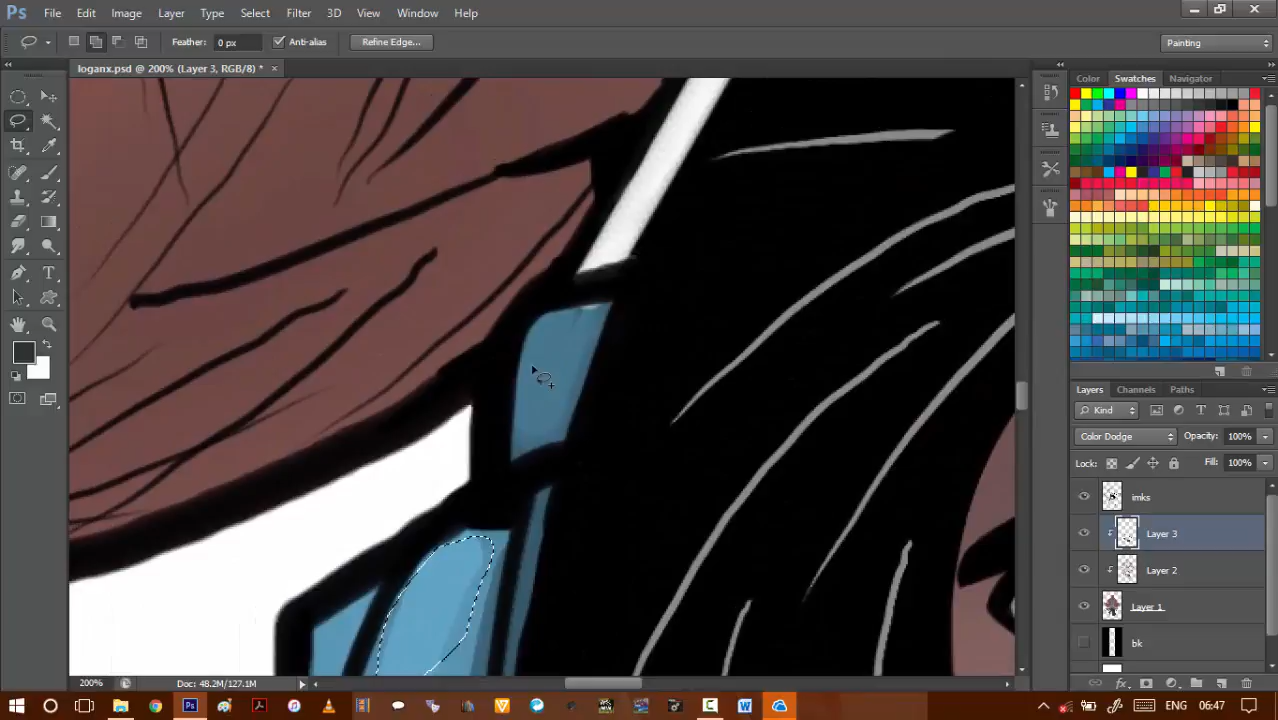 Ps File Edit Image Layer Type Select Filter 3D View Window Help
Feather: 0 px Anti-alias Refine Edge... Painting
loganx.psd @ 200% (Layer 3, RGB/8) * ×
Color Swatches Navigator
Layers Channels Paths
Kind
Color Dodge Opacity: 100%
Lock: Fill: 100%
imks
Layer 3
Layer 2
Layer 1
bk
200% Doc: 48.2M/127.1M
ENG 06:47